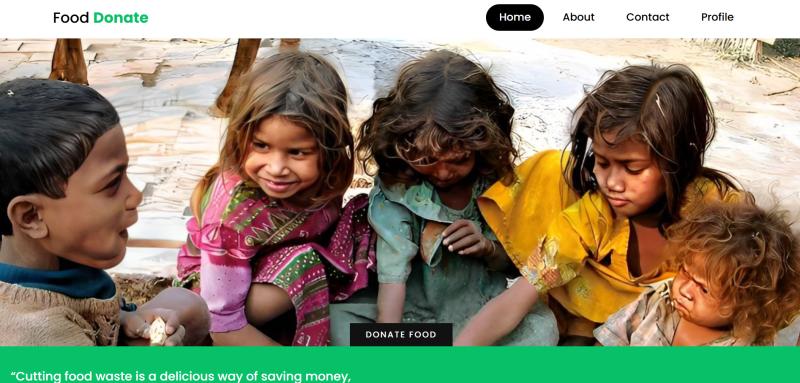 Food Donate
Home About Contact Profile
DONATE FOOD
“Cutting food waste is a delicious way of saving money,